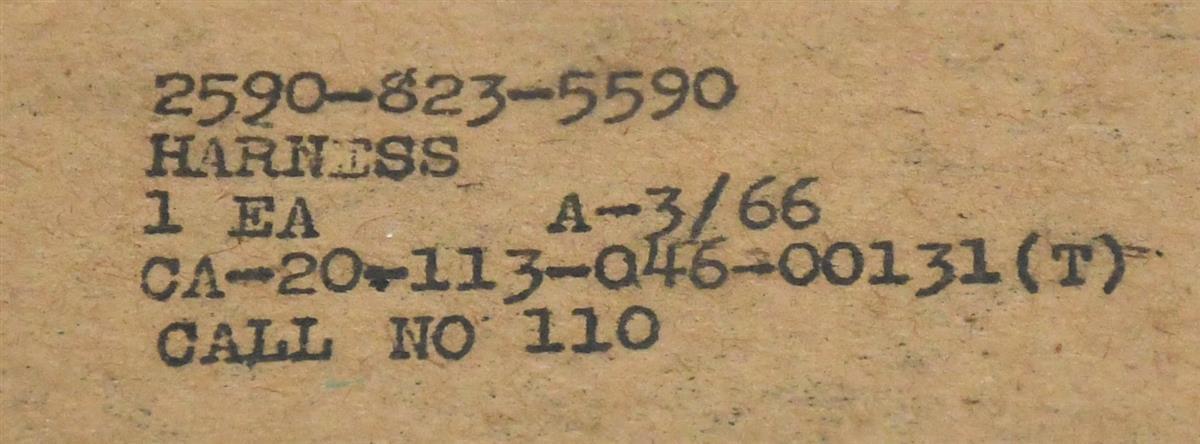 2590-823-5590
HARNESS
1 EA A-3/66
CA-20-113-046-00131(T)
CALL NO 110